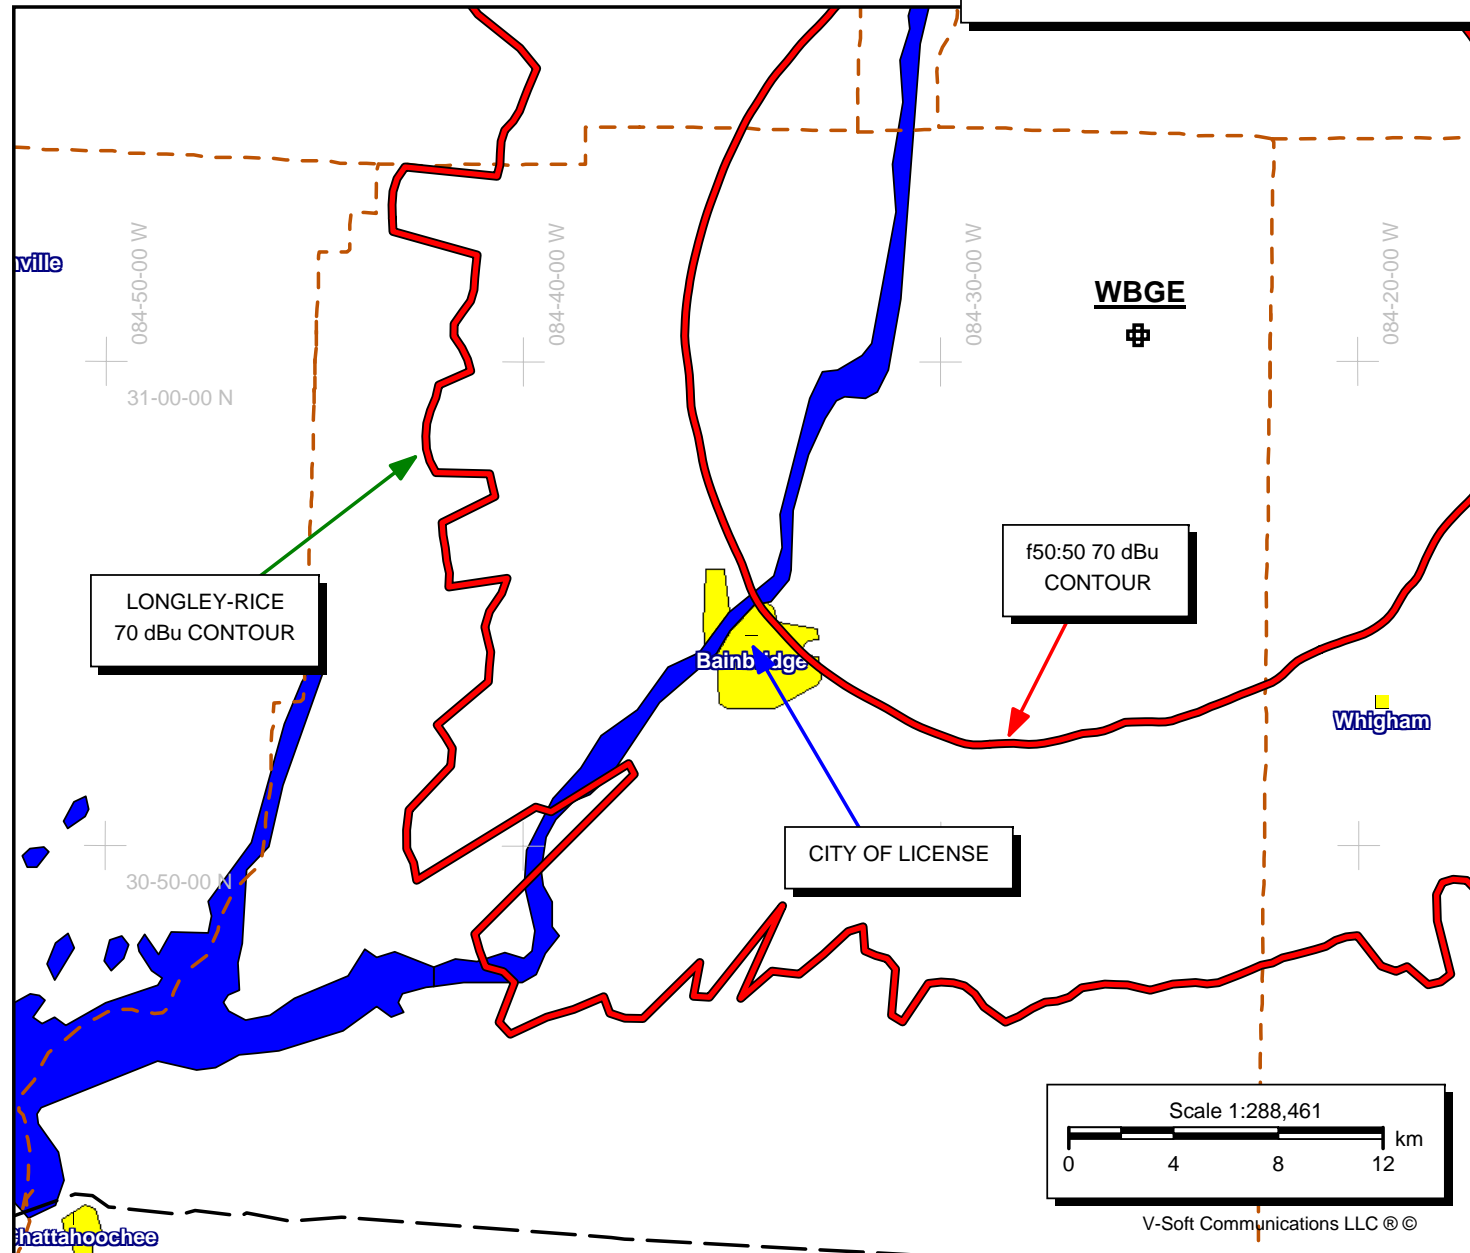 084-50-00 W
084-40-00 W
084-30-00 W
084-20-00 W
ville
WBGE
31-00-00 N
f50:50 70 dBu
CONTOUR
LONGLEY-RICE
70 dBu CONTOUR
Bainbridge
Whigham
CITY OF LICENSE
30-50-00 N
Scale 1:288,461
km
0 4 8 12
V-Soft Communications LLC ® ©
hattahoochee